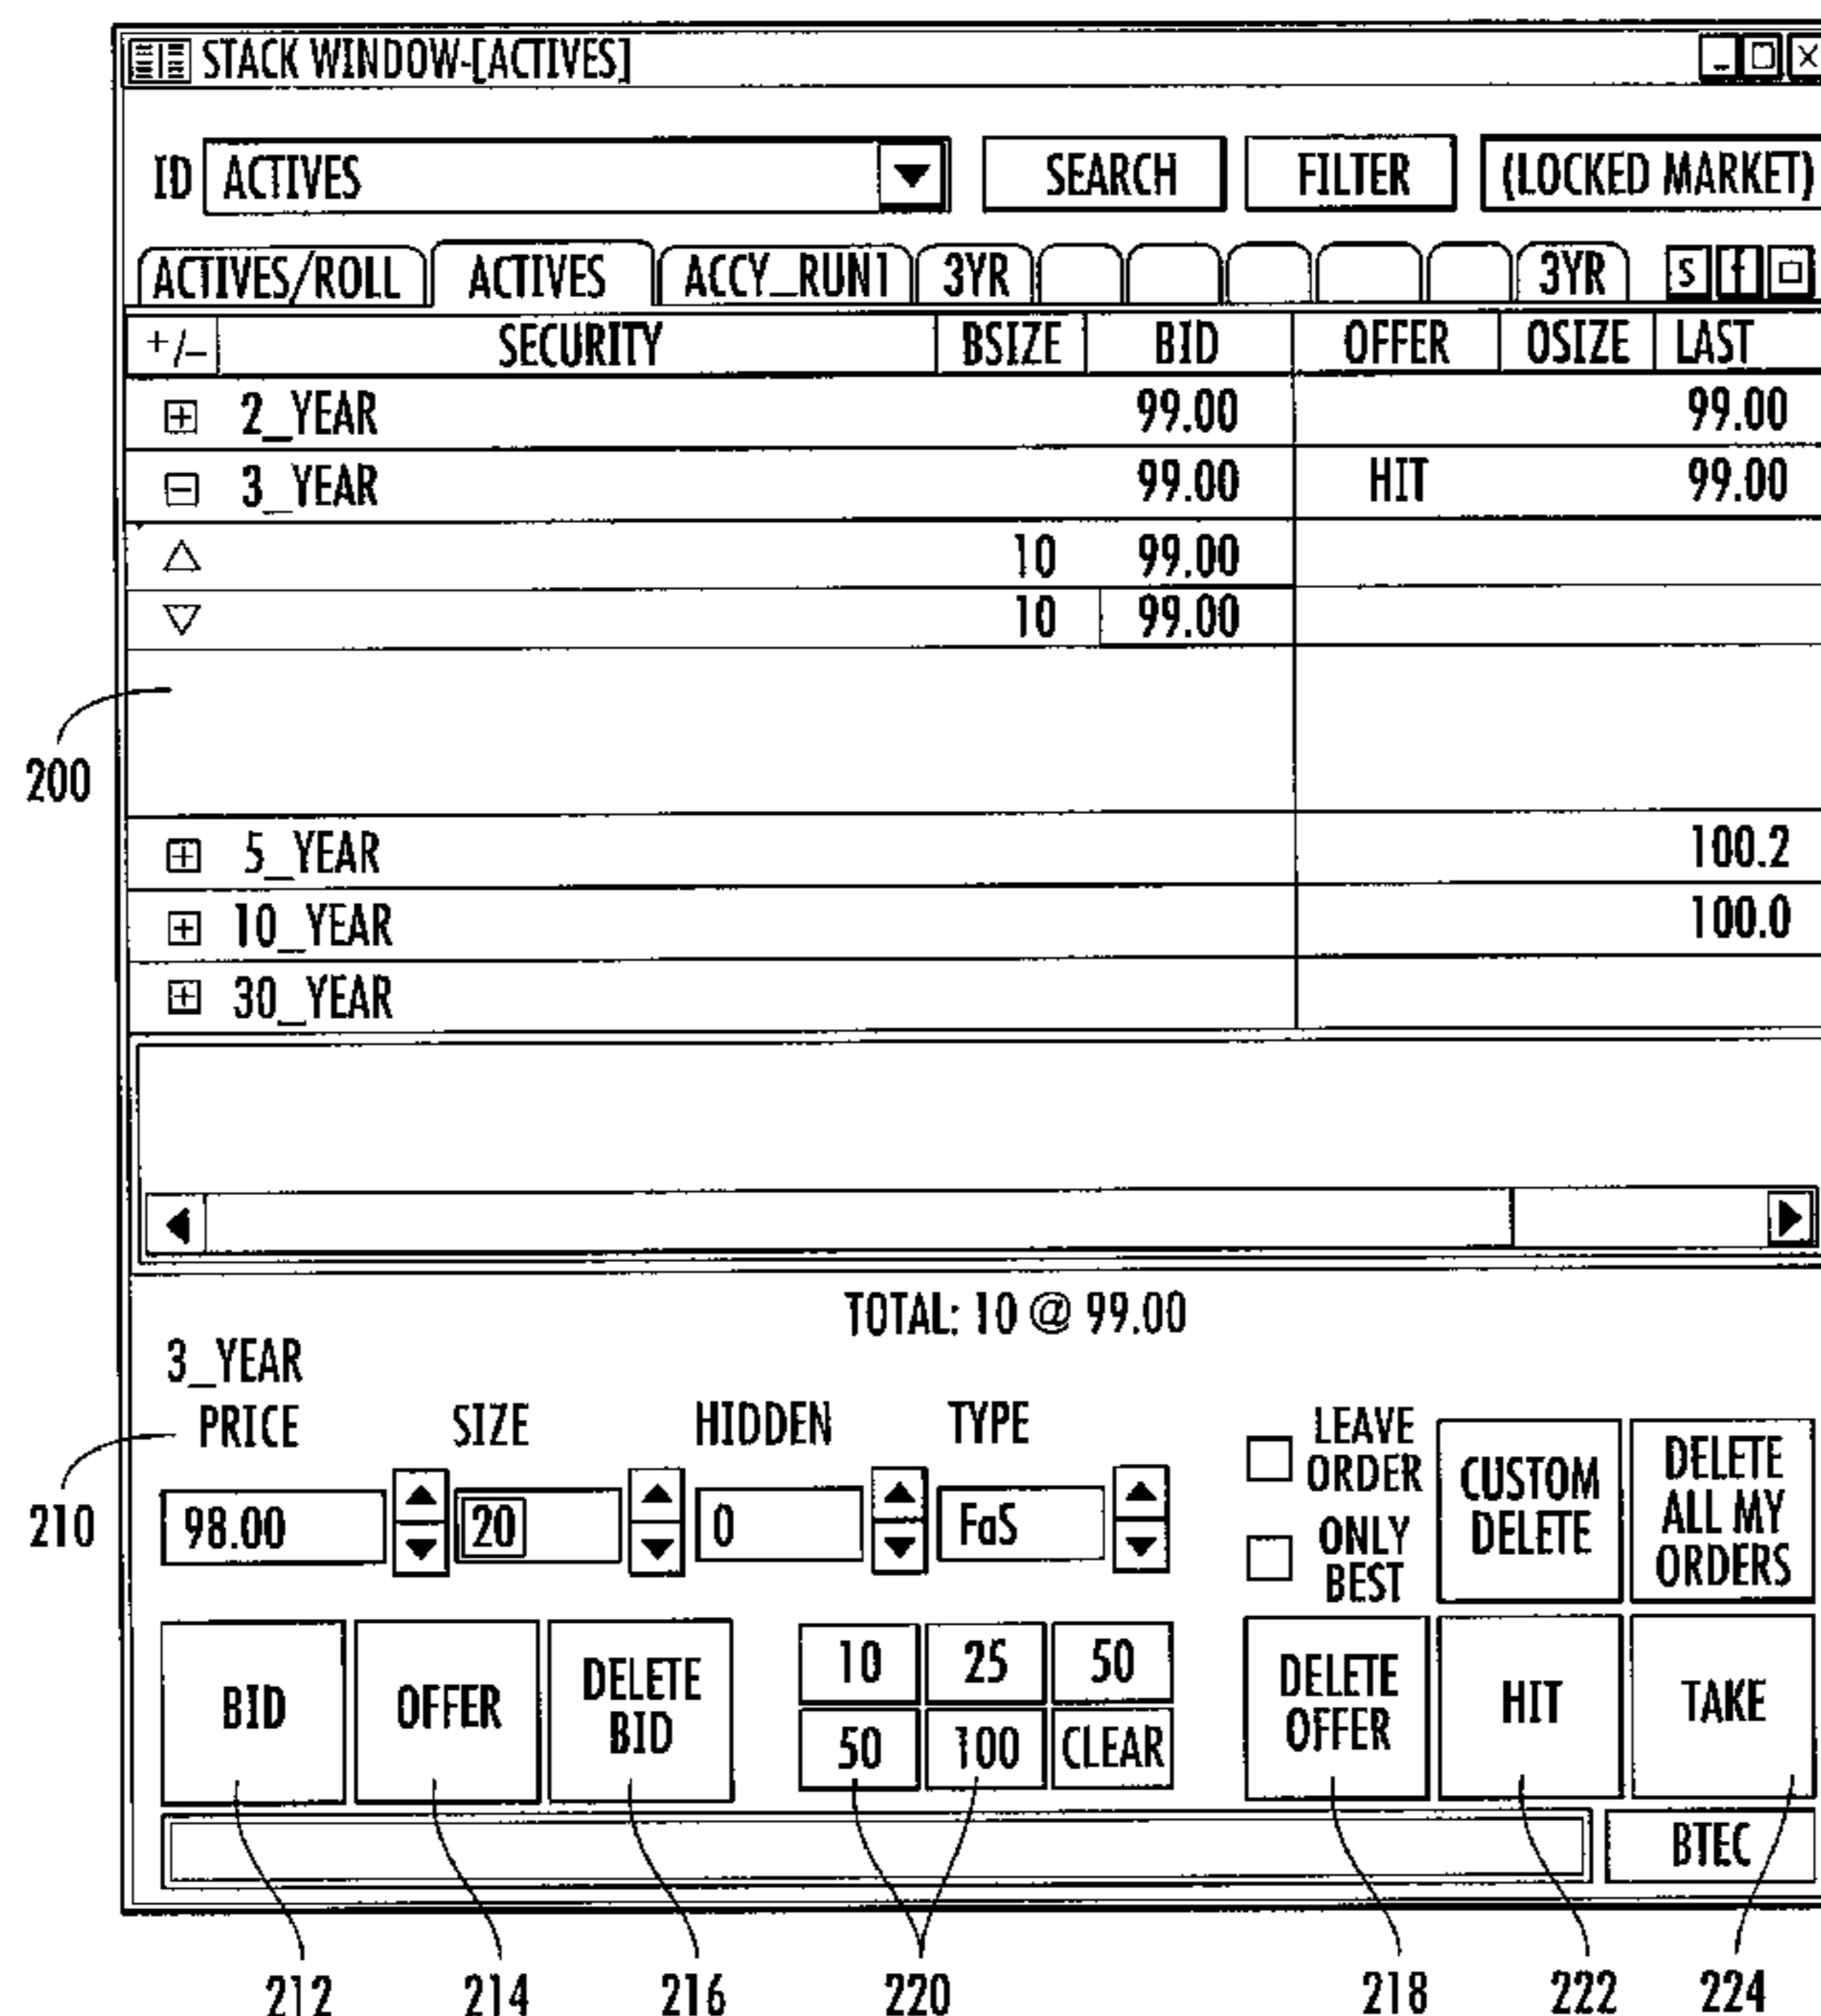 STACK WINDOW-[ACTIVES]
ID ACTIVES SEARCH FILTER (LOCKED MARKET)
ACTIVES/ROLL ACTIVES ACCY_RUN1 3YR 3YR S f
+/- SECURITY BSIZE BID OFFER OSIZE LAST
2_YEAR 99.00 99.00
3_YEAR 99.00 HIT 99.00
10 99.00
10 99.00
200
5_YEAR 100.2
10_YEAR 100.0
30_YEAR
TOTAL: 10 @ 99.00
3_YEAR
PRICE SIZE HIDDEN TYPE
210
98.00 20 0 FaS
LEAVE
ORDER
ONLY
BEST
CUSTOM
DELETE
DELETE
ALL MY
ORDERS
BID OFFER
DELETE
BID
10 25 50
50 100 CLEAR
DELETE
OFFER
HIT TAKE
BTEC
212 214 216 220 218 222 224